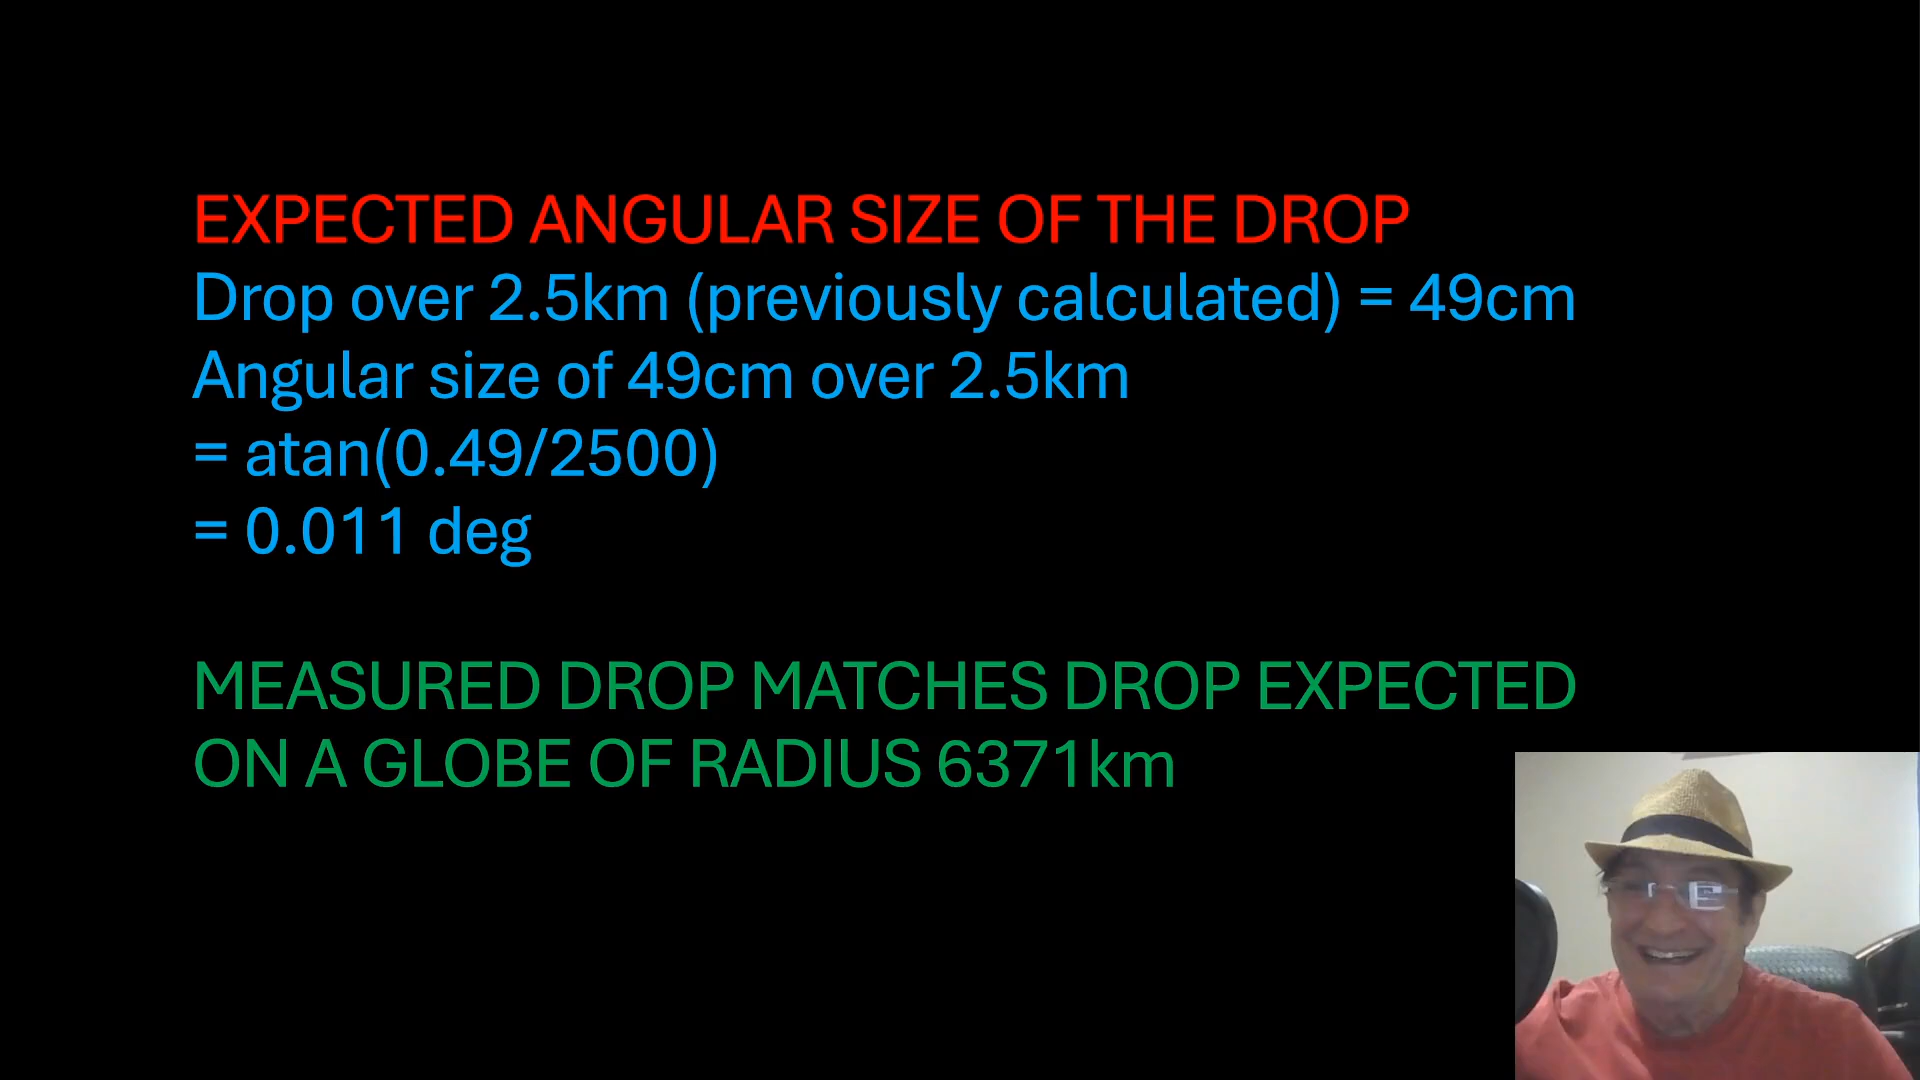 EXPECTED ANGULAR SIZE OF THE DROP
Drop over 2.5km (previously calculated) = 49cm
Angular size of 49cm over 2.5km
= atan(0.49/2500)
= 0.011 deg
MEASURED DROP MATCHES DROP EXPECTED
ON A GLOBE OF RADIUS 6371km